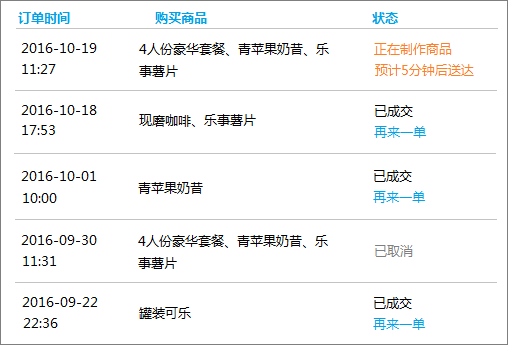 订单时间 购买商品 状态
2016-10-19 4人份豪华套餐、青苹果奶昔、乐 正在制作商品
11:27 事薯片 预计5分钟后送达
2016-10-18 现磨咖啡、乐事薯片 已成交
17:53 再来一单
2016-10-01 青苹果奶昔 已成交
10:00 再来一单
2016-09-30 4人份豪华套餐、青苹果奶昔、乐 已取消
11:31 事薯片
2016-09-22 罐装可乐 已成交
22:36 再来一单